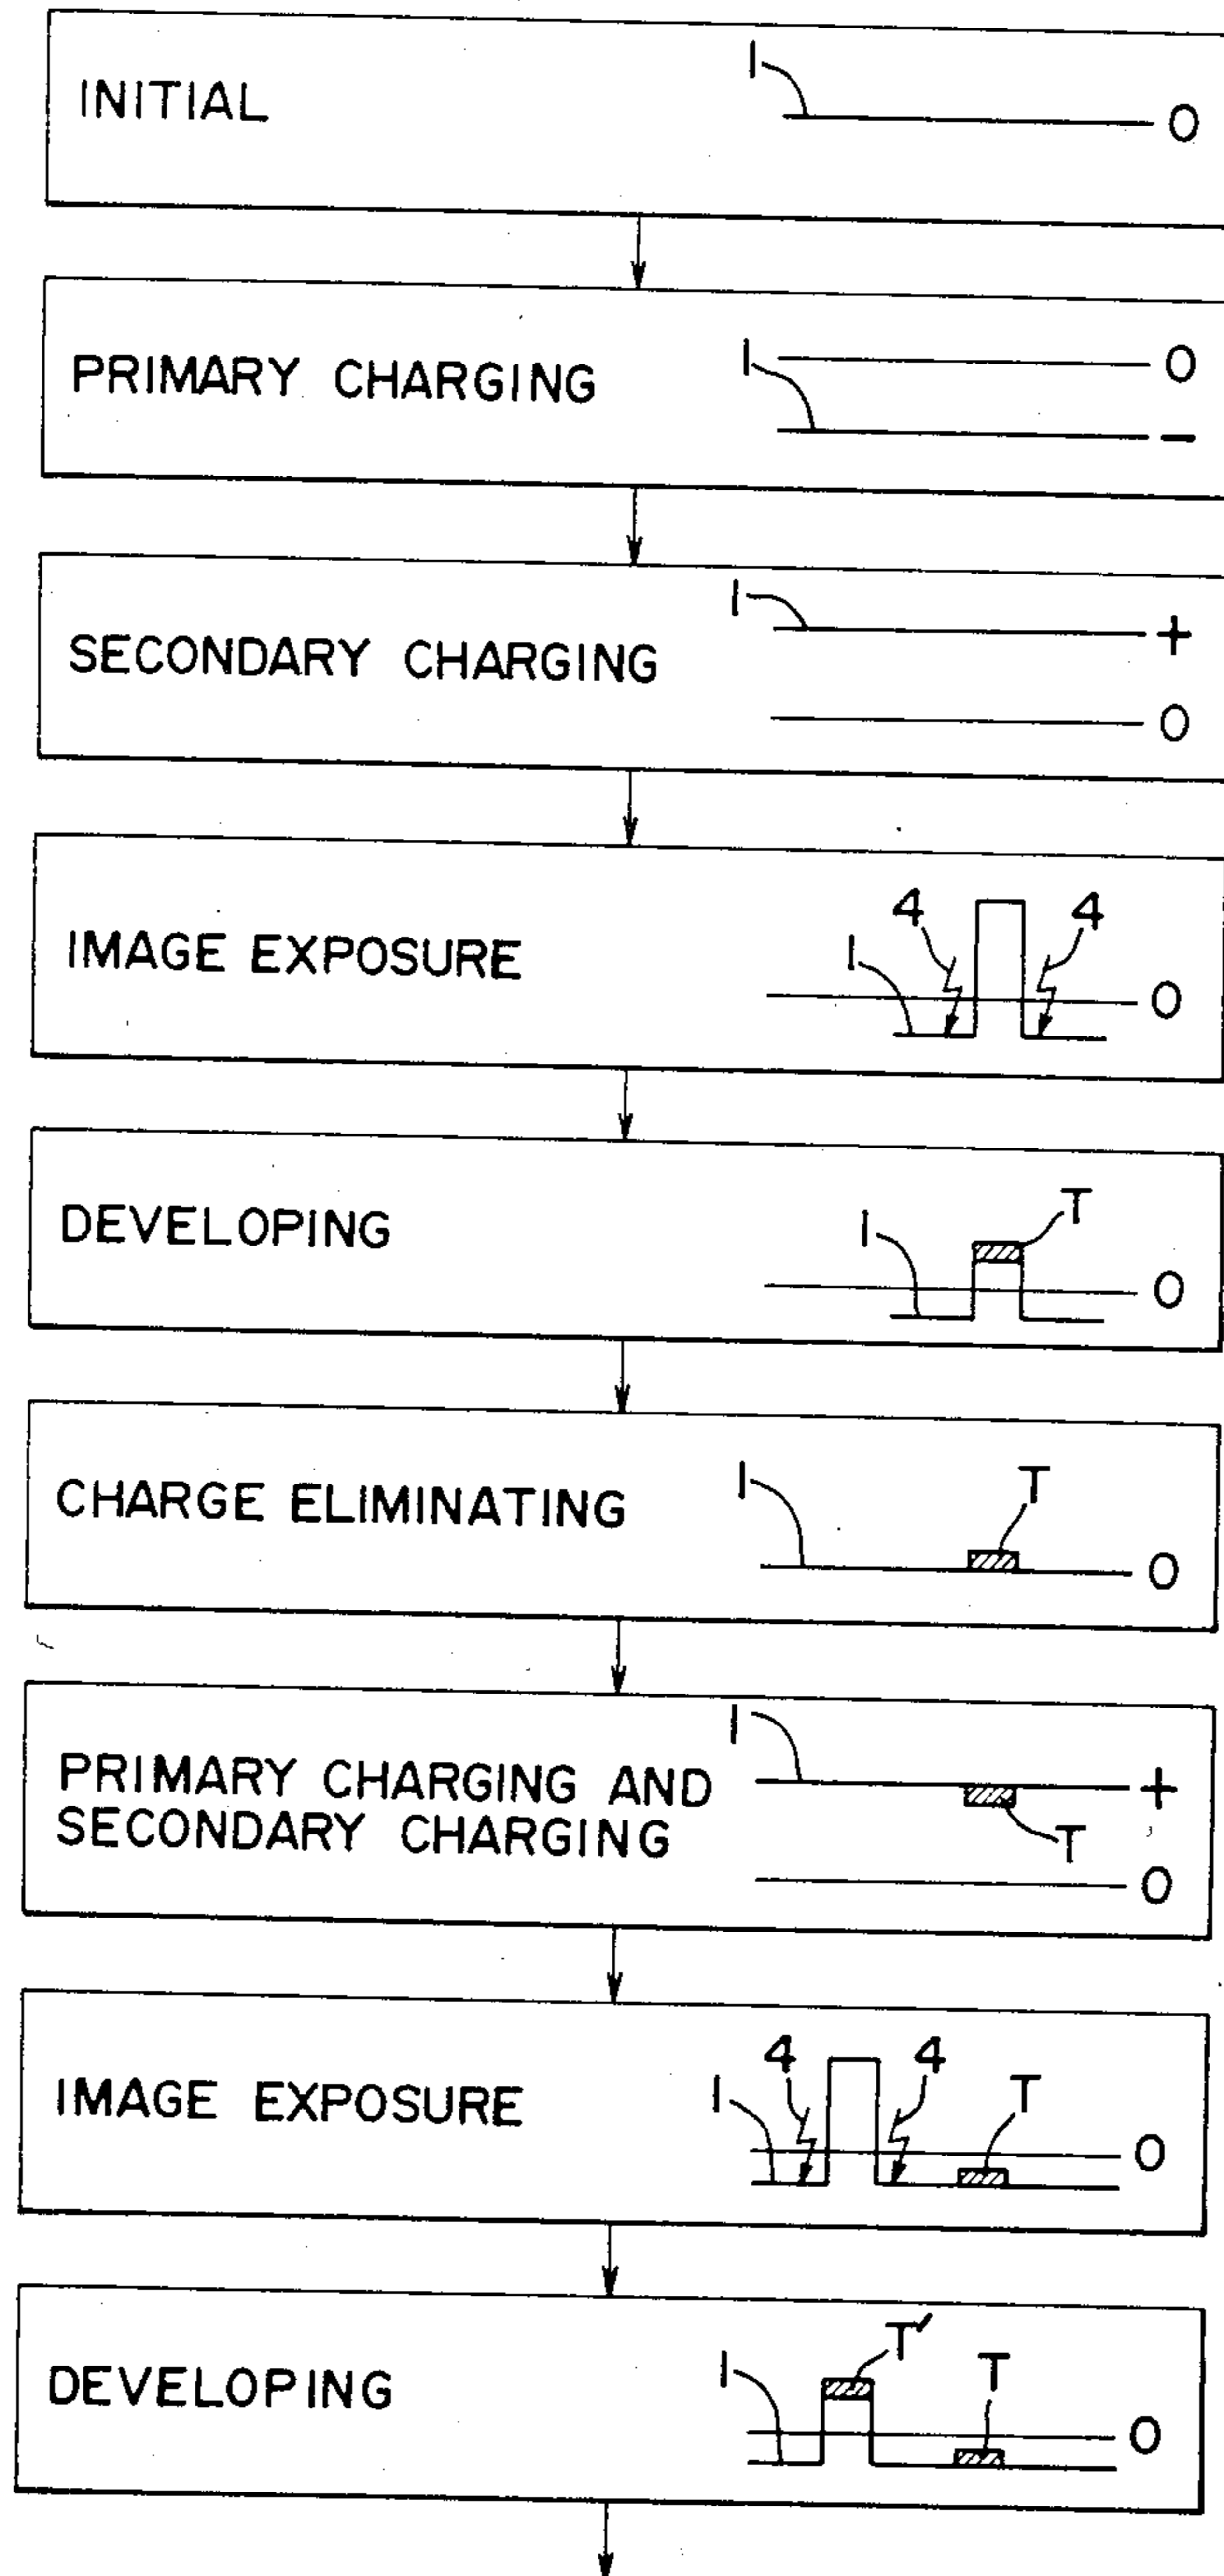 INITIAL
1
0
PRIMARY CHARGING
1
0
−
SECONDARY CHARGING
1
+
0
IMAGE EXPOSURE
1
4
4
0
DEVELOPING
1
T
0
CHARGE ELIMINATING
1
T
0
PRIMARY CHARGING AND
SECONDARY CHARGING
1
+
T
0
IMAGE EXPOSURE
1
4
4
T
0
DEVELOPING
1
T′
T
0